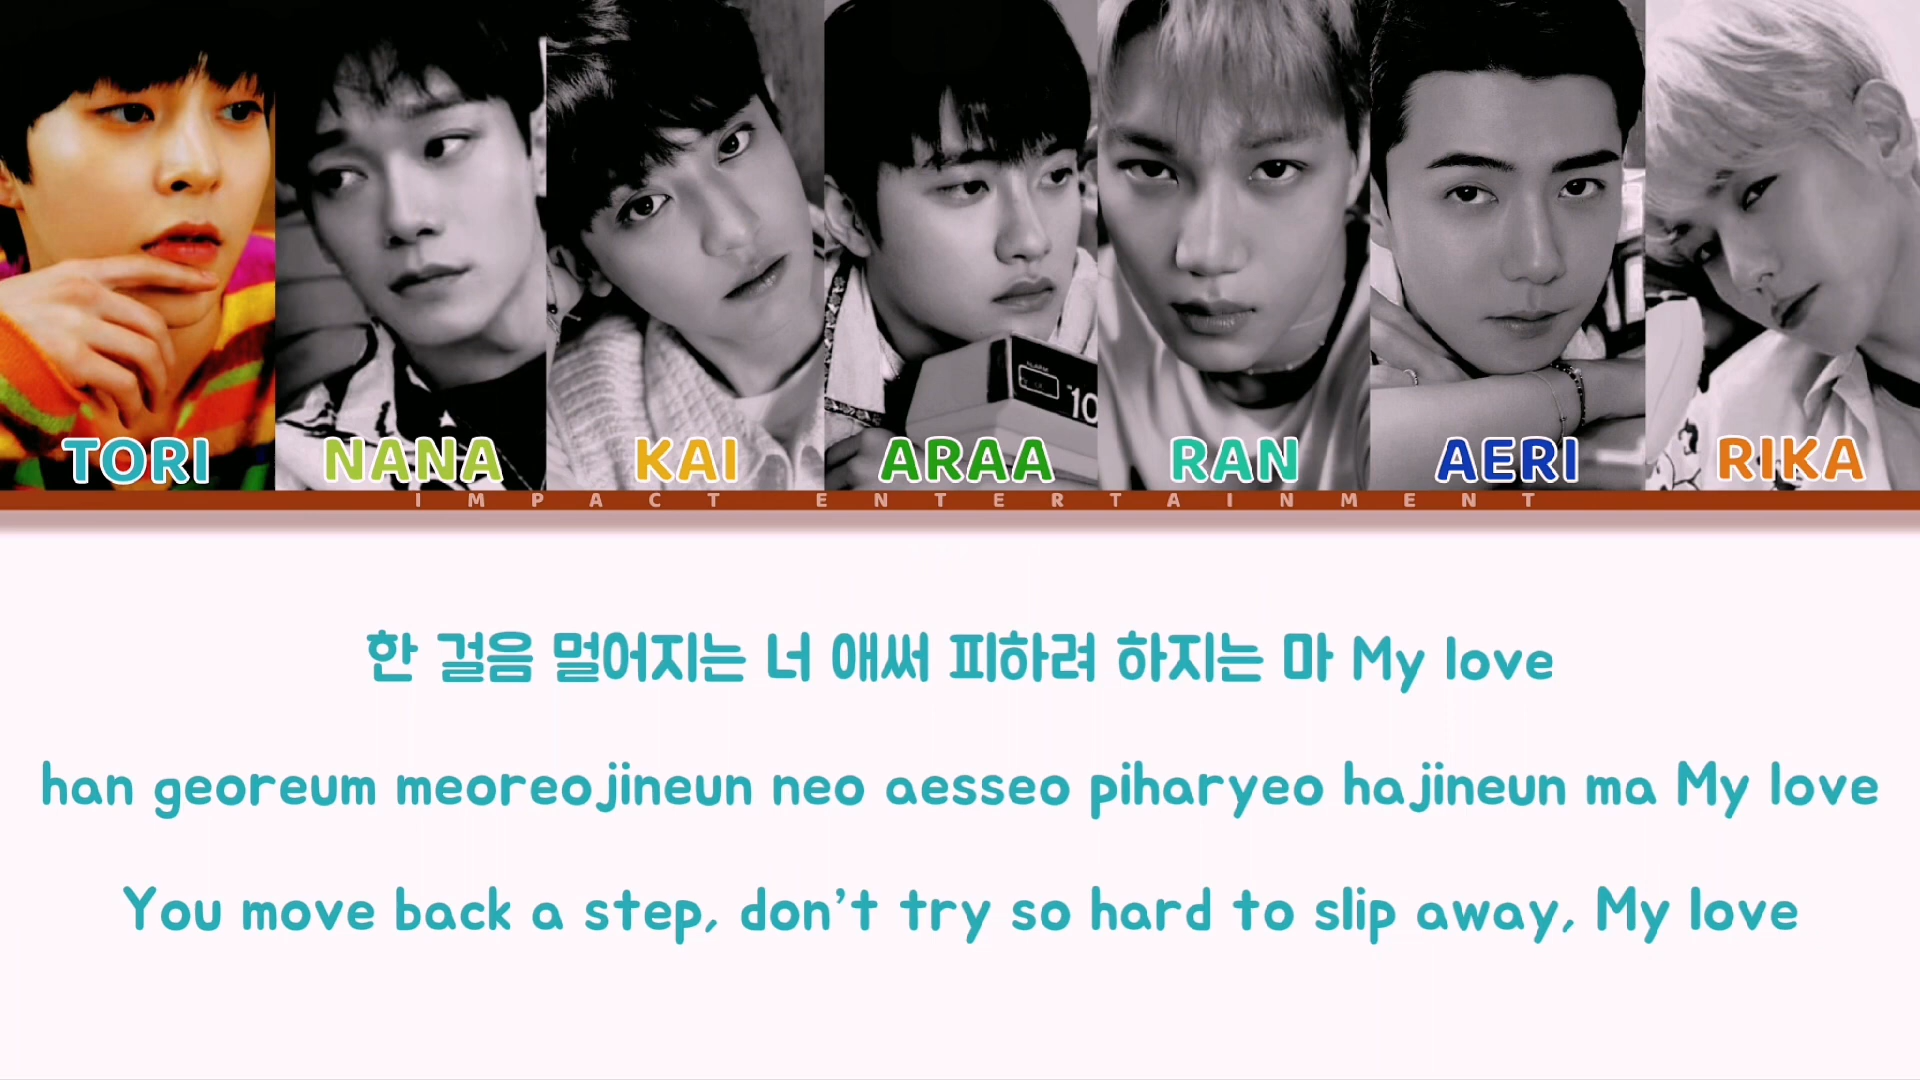 TORI NANA KAI ARAA RAN AERI RIKA
IMPACT ENTERTAINMENT
한 걸음 멀어지는 너 애써 피하려 하지는 마 My love
han georeum meoreojineun neo aesseo piharyeo hajineun ma My love
You move back a step, don't try so hard to slip away, My love